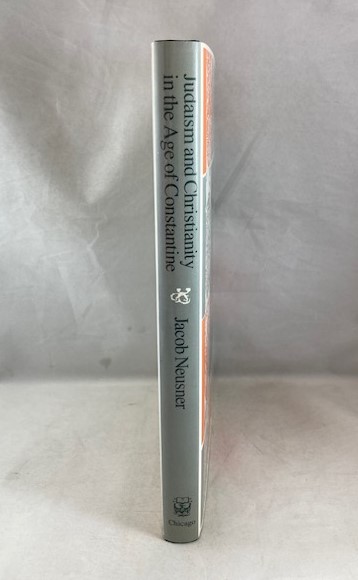 Judaism and Christianity
in the Age of Constantine
Jacob Neusner
Chicago